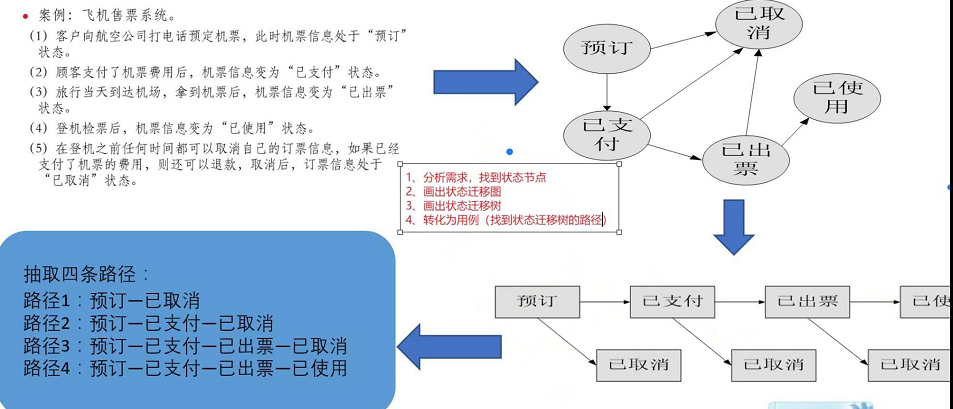 • 案例：飞机售票系统。
（1）客户向航空公司打电话预定机票，此时机票信息处于“预订”
状态。
（2）顾客支付了机票费用后，机票信息变为“已支付”状态。
（3）旅行当天到达机场，拿到机票后，机票信息变为“已出票”
状态。
（4）登机检票后，机票信息变为“已使用”状态。
（5）在登机之前任何时间都可以取消自己的订票信息，如果已经
支付了机票的费用，则还可以退款，取消后，订票信息处于
“已取消”状态。
预订
已取
消
已支
付
已出
票
已使
用
1、分析需求，找到状态节点
2、画出状态迁移图
3、画出状态迁移树
4、转化为用例（找到状态迁移树的路径）
预订
已支付
已出票
已使
已取消
已取消
已取消
抽取四条路径：
路径1：预订—已取消
路径2：预订—已支付—已取消
路径3：预订—已支付—已出票—已取消
路径4：预订—已支付—已出票—已使用